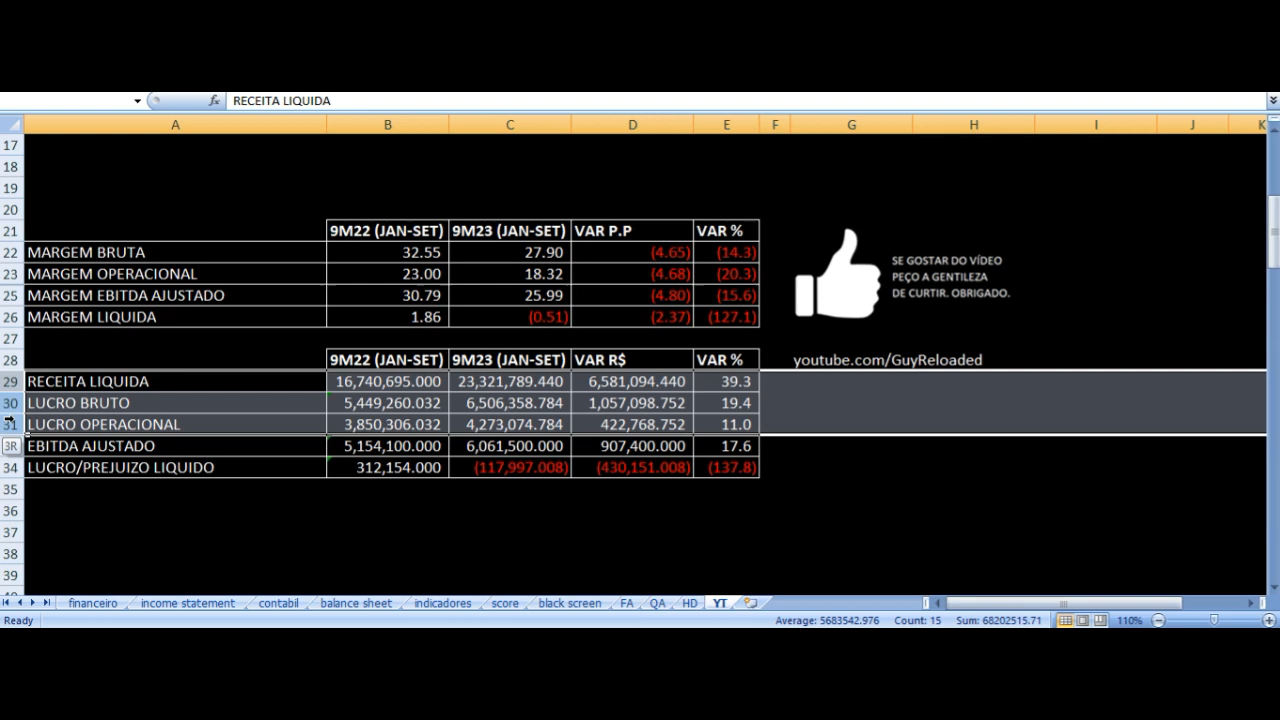 RECEITA LIQUIDA
A B C D E F G H I J K
17
18
19
20
21 9M22 (JAN-SET) 9M23 (JAN-SET) VAR P.P VAR %
22 MARGEM BRUTA 32.55 27.90 (4.65) (14.3)
23 MARGEM OPERACIONAL 23.00 18.32 (4.68) (20.3)
25 MARGEM EBITDA AJUSTADO 30.79 25.99 (4.80) (15.6)
26 MARGEM LIQUIDA 1.86 (0.51) (2.37) (127.1)
SE GOSTAR DO VÍDEO
PEÇO A GENTILEZA
DE CURTIR. OBRIGADO.
27
28 9M22 (JAN-SET) 9M23 (JAN-SET) VAR R$ VAR % youtube.com/GuyReloaded
29 RECEITA LIQUIDA 16,740,695.000 23,321,789.440 6,581,094.440 39.3
30 LUCRO BRUTO 5,449,260.032 6,506,358.784 1,057,098.752 19.4
31 LUCRO OPERACIONAL 3,850,306.032 4,273,074.784 422,768.752 11.0
3R EBITDA AJUSTADO 5,154,100.000 6,061,500.000 907,400.000 17.6
34 LUCRO/PREJUIZO LIQUIDO 312,154.000 (117,997.008) (430,151.008) (137.8)
35
36
37
38
39
financeiro income statement contabil balance sheet indicadores score black screen FA QA HD YT
Ready Average: 5683542.976 Count: 15 Sum: 68202515.71 110%